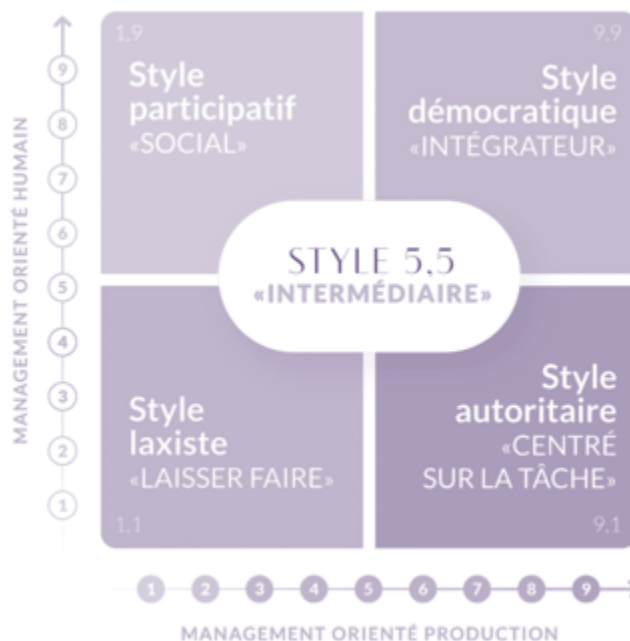 1,9
Style
participatif
«SOCIAL»
9,9
Style
démocratique
«INTÉGRATEUR»
STYLE 5,5
«INTERMÉDIAIRE»
Style
laxiste
«LAISSER FAIRE»
1,1
Style
autoritaire
«CENTRÉ
SUR LA TÂCHE»
9,1
MANAGEMENT ORIENTÉ HUMAIN
9
8
7
6
5
4
3
2
1
1 2 3 4 5 6 7 8 9
MANAGEMENT ORIENTÉ PRODUCTION